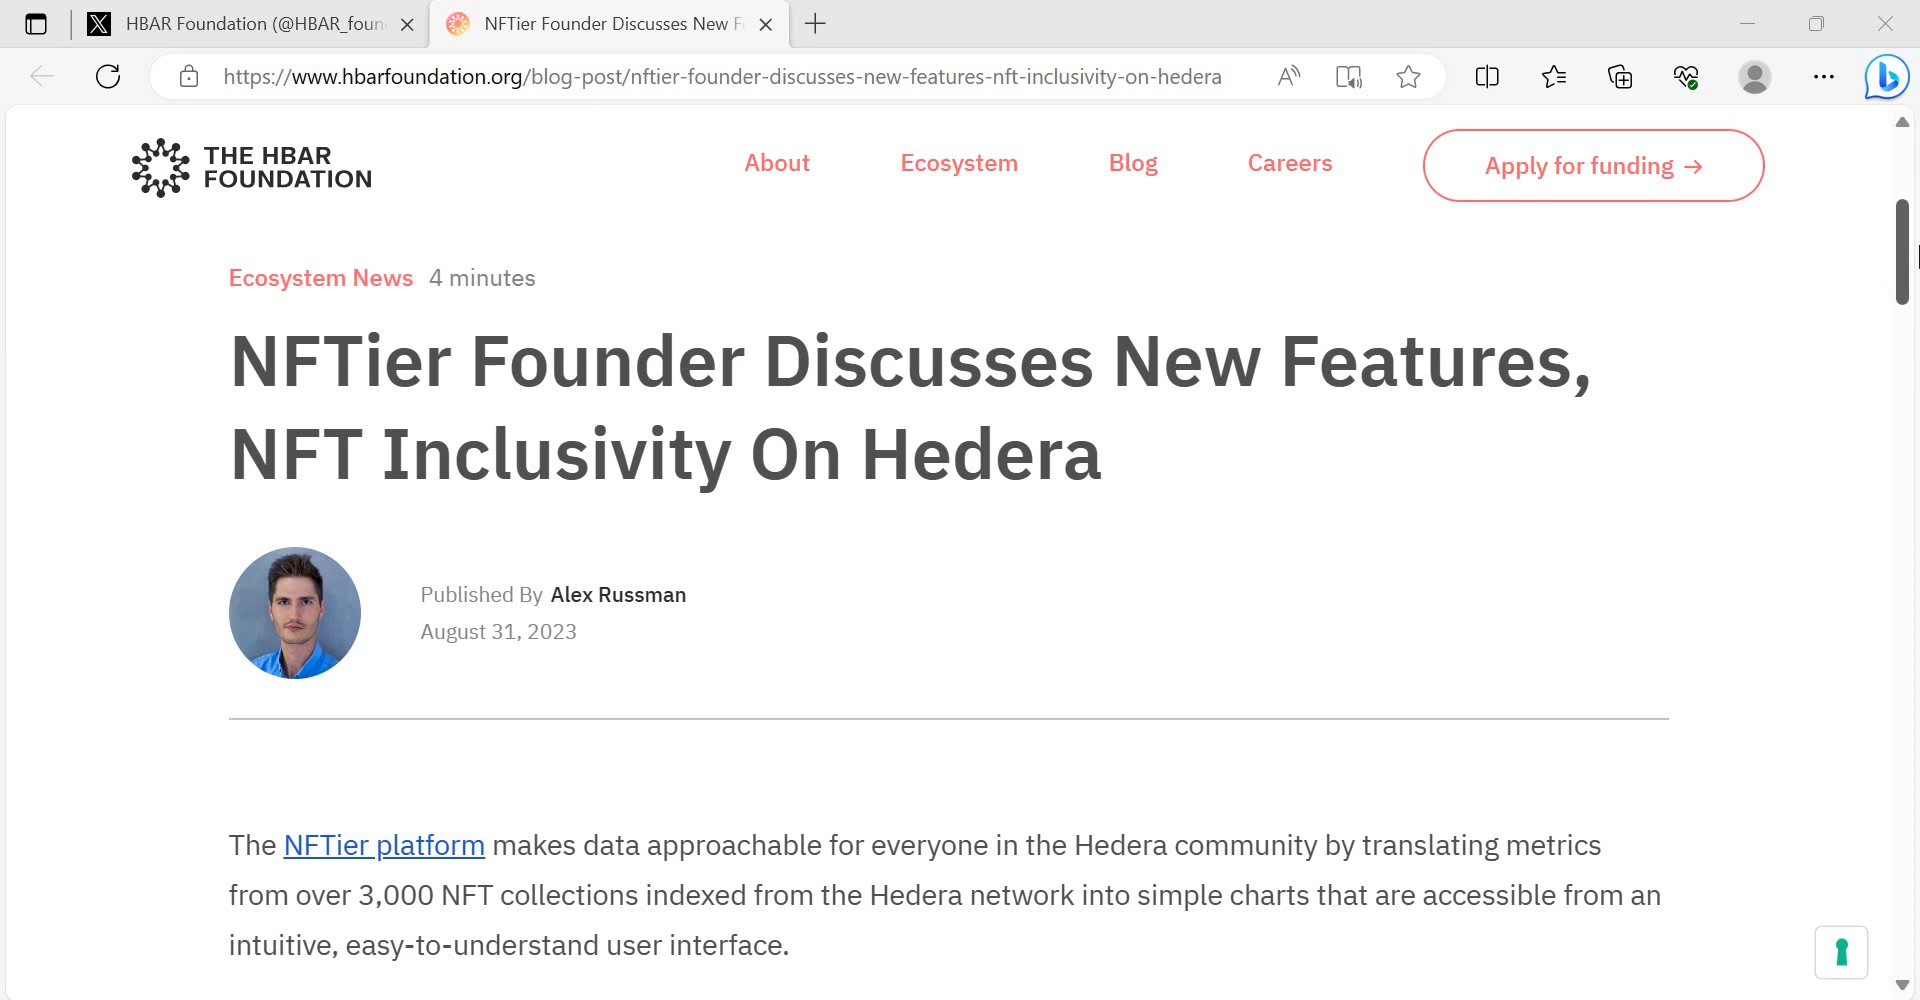 HBAR Foundation (@HBAR_foun
NFTier Founder Discusses New F
https://www.hbarfoundation.org/blog-post/nftier-founder-discusses-new-features-nft-inclusivity-on-hedera
THE HBAR
FOUNDATION
About
Ecosystem
Blog
Careers
Apply for funding →
Ecosystem News 4 minutes
NFTier Founder Discusses New Features,
NFT Inclusivity On Hedera
Published By Alex Russman
August 31, 2023
The NFTier platform makes data approachable for everyone in the Hedera community by translating metrics
from over 3,000 NFT collections indexed from the Hedera network into simple charts that are accessible from an
intuitive, easy-to-understand user interface.